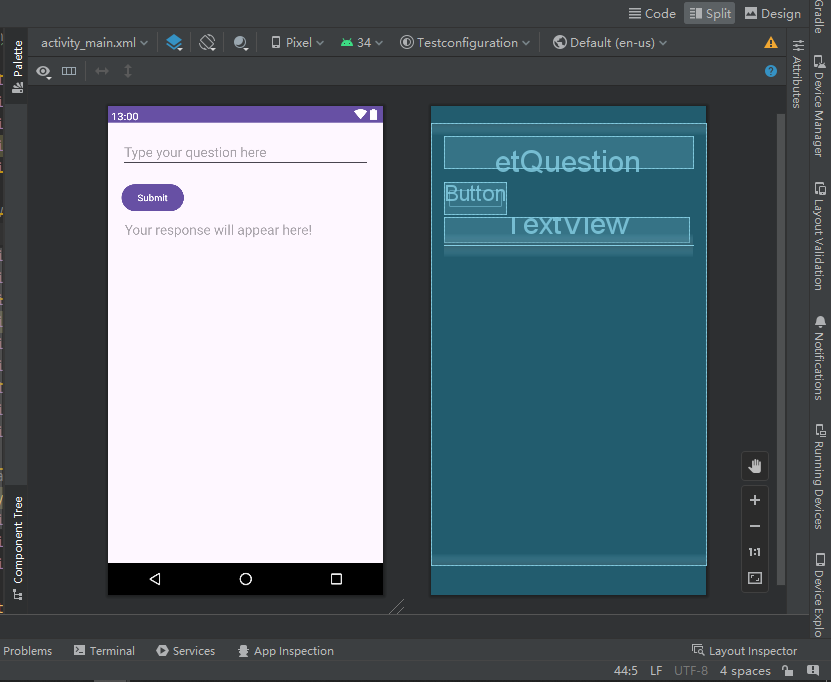 Code Split Design
activity_main.xml Pixel 34 Testconfiguration Default (en-us)
Palette
Component Tree
13:00
Type your question here
Submit
Your response will appear here!
etQuestion
Button
TextView
1:1
Attributes
Gradle
Device Manager
Layout Validation
Notifications
Running Devices
Device Explo
Problems Terminal Services App Inspection Layout Inspector
44:5 LF UTF-8 4 spaces